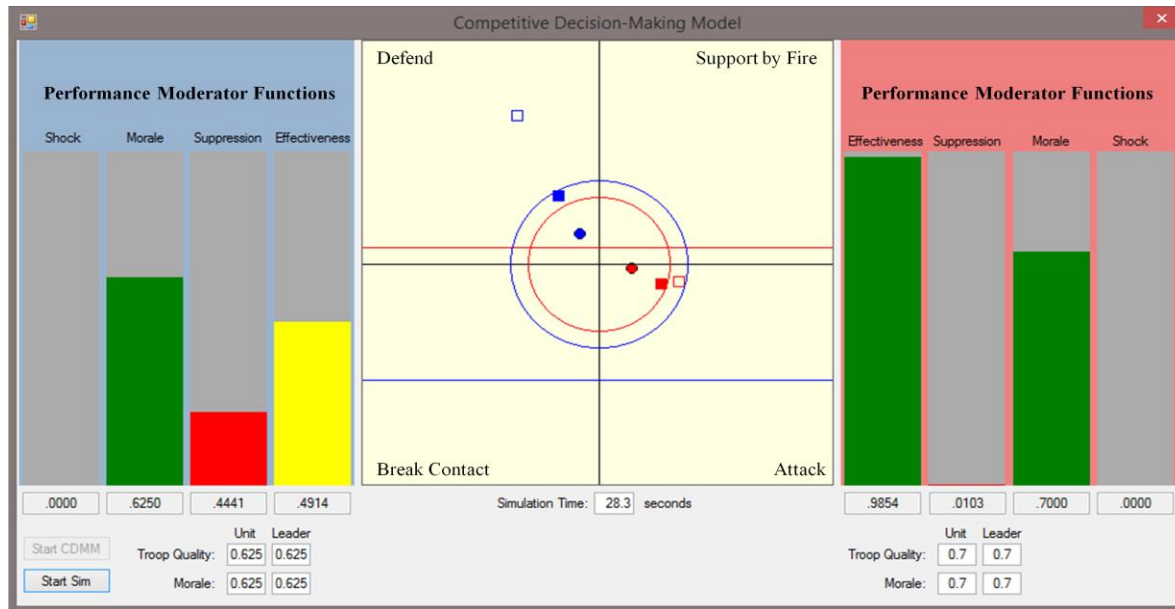 Competitive Decision-Making Model
Performance Moderator Functions
Shock Morale Suppression Effectiveness
.0000 .6250 .4441 .4914
Start CDMM
Start Sim
Unit Leader
Troop Quality: 0.625 0.625
Morale: 0.625 0.625
Defend Support by Fire
Break Contact Attack
Simulation Time: 28.3 seconds
Performance Moderator Functions
Effectiveness Suppression Morale Shock
.9854 .0103 .7000 .0000
Unit Leader
Troop Quality: 0.7 0.7
Morale: 0.7 0.7